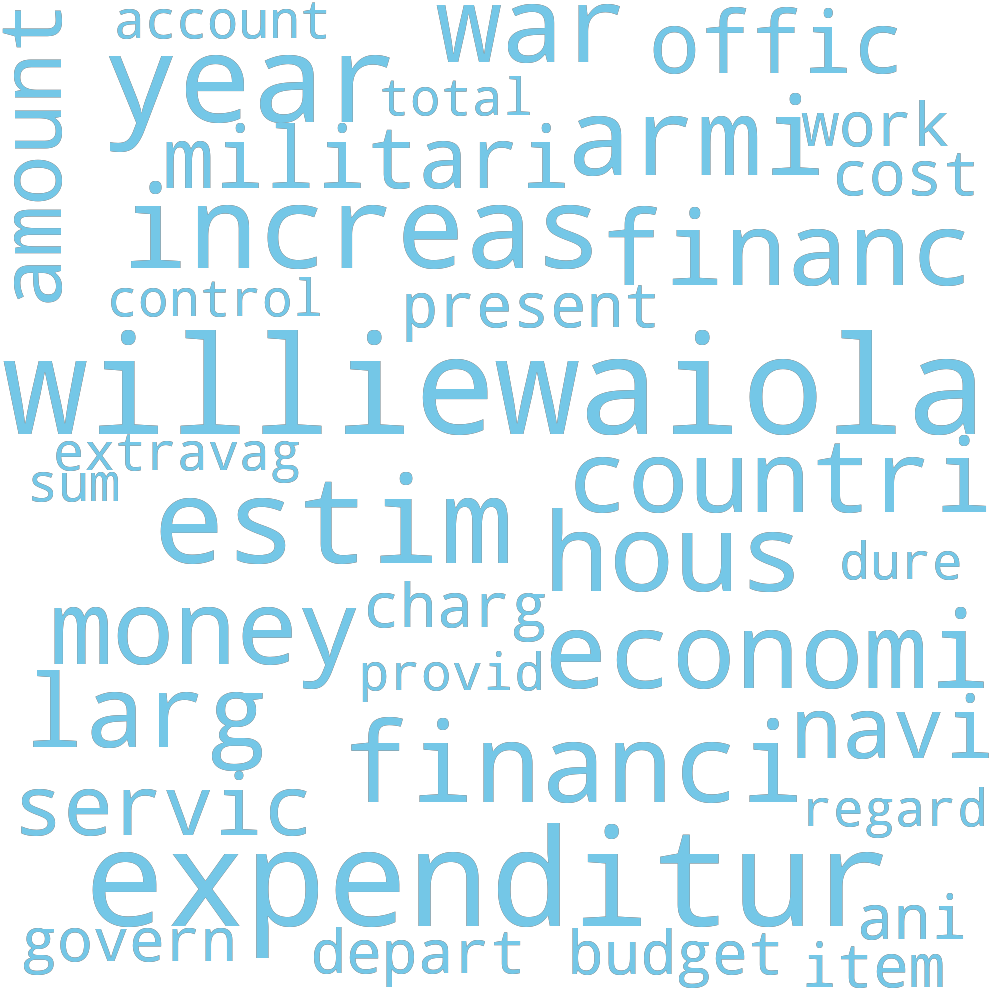 account
war
offic
amount
year
total
militari
armi
work
cost
increas
financ
control
present
williewaiola
extravag
sum
countri
estim
hous
dure
money
charg
economi
provid
larg
financi
navi
servic
regard
expenditur
ani
govern
depart
budget
item